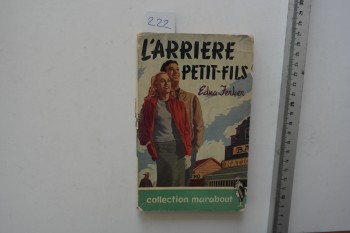 222
L'ARRIERE
PETIT-FILS
Edna Ferber
collection marabout